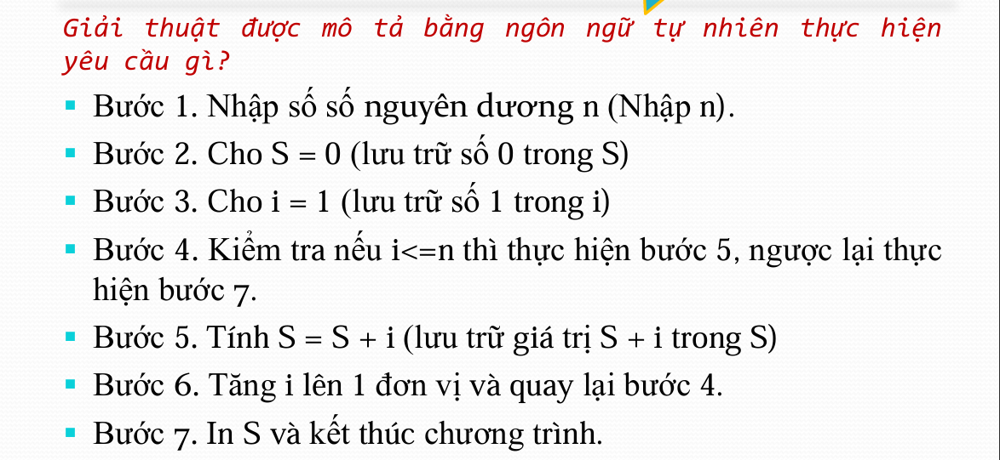 Giải thuật được mô tả bằng ngôn ngữ tự nhiên thực hiện
yêu cầu gì?
▪ Bước 1. Nhập số số nguyên dương n (Nhập n).
▪ Bước 2. Cho S = 0 (lưu trữ số 0 trong S)
▪ Bước 3. Cho i = 1 (lưu trữ số 1 trong i)
▪ Bước 4. Kiểm tra nếu i<=n thì thực hiện bước 5, ngược lại thực
hiện bước 7.
▪ Bước 5. Tính S = S + i (lưu trữ giá trị S + i trong S)
▪ Bước 6. Tăng i lên 1 đơn vị và quay lại bước 4.
▪ Bước 7. In S và kết thúc chương trình.